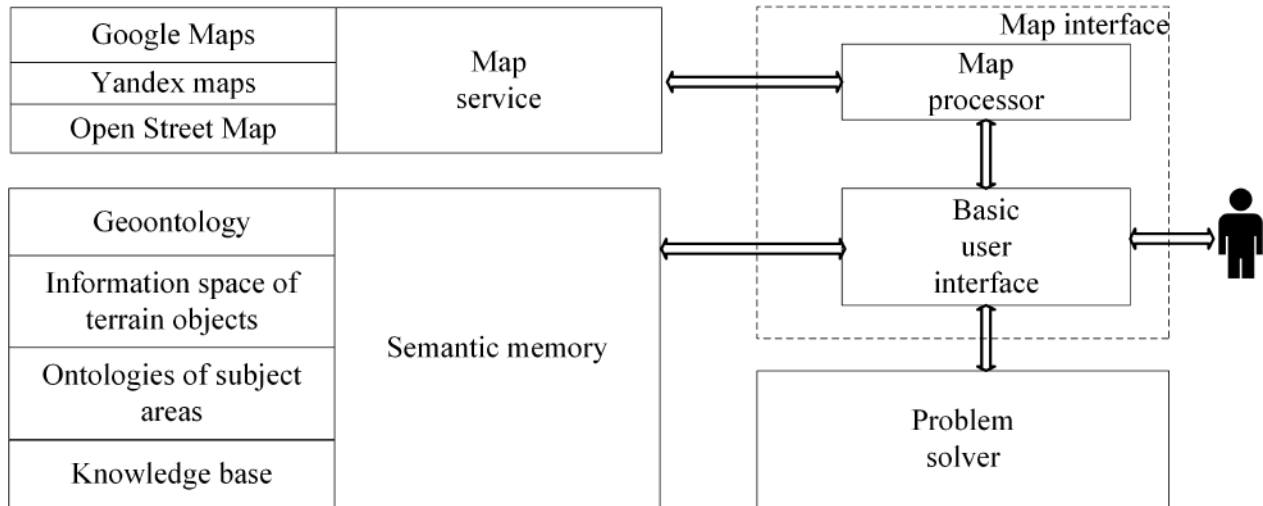 Google Maps
Yandex maps
Open Street Map
Map
service
Map interface
Map
processor
Geoontology
Information space of
terrain objects
Ontologies of subject
areas
Knowledge base
Semantic memory
Basic
user
interface
Problem
solver